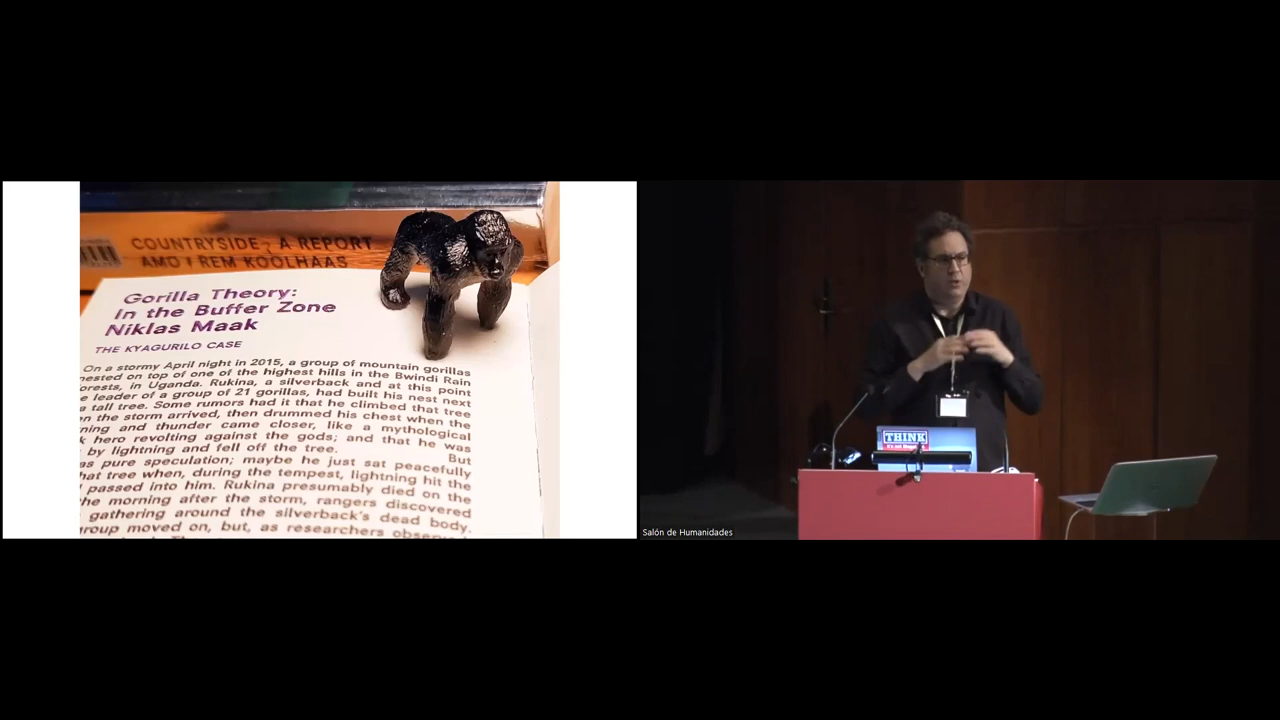 COUNTRYSIDE, A REPORT
AMO / REM KOOLHAAS
Gorilla Theory:
In the Buffer Zone
Niklas Maak
THE KYAGURILO CASE
On a stormy April night in 2015, a group of mountain gorillas
nested on top of one of the highest hills in the Bwindi Rain
orests, in Uganda. Rukina, a silverback and at this point
e leader of a group of 21 gorillas, had built his nest next
a tall tree. Some rumors had it that he climbed that tree
n the storm arrived, then drummed his chest when the
ning and thunder came closer, like a mythological
k hero revolting against the gods; and that he was
by lightning and fell off the tree.
But
as pure speculation; maybe he just sat peacefully
hat tree when, during the tempest, lightning hit the
passed into him. Rukina presumably died on the
he morning after the storm, rangers discovered
gathering around the silverback's dead body.
group moved on, but, as researchers observed
THINK
Salón de Humanidades